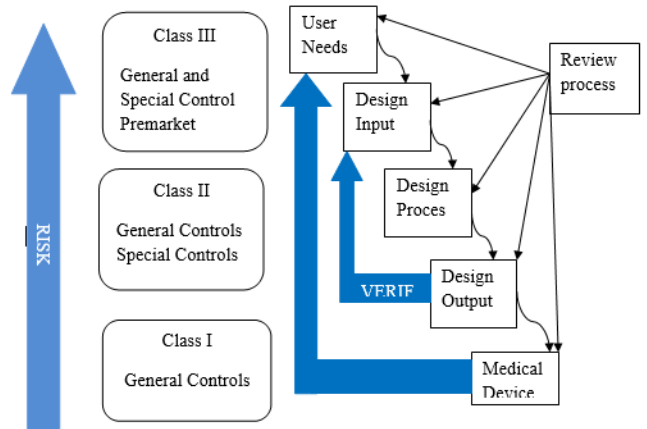 Class III
General and
Special Control
Premarket
Class II
General Controls
Special Controls
Class I
General Controls
RISK
User
Needs
Design
Input
Design
Proces
Design
Output
Medical
Device
Review
process
VERIF